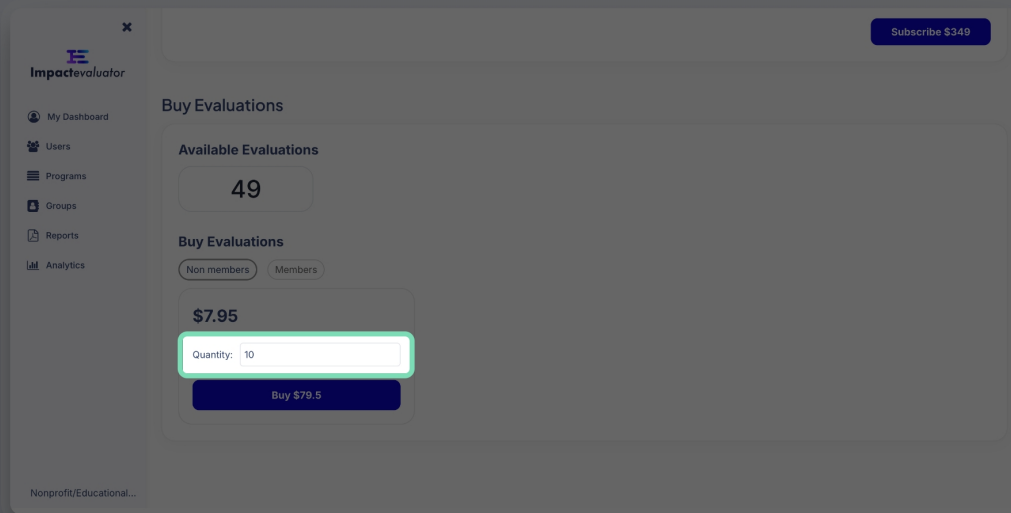 Subscribe $349
Impactevaluator
My Dashboard
Users
Programs
Groups
Reports
Analytics
Nonprofit/Educational...
Buy Evaluations
Available Evaluations
49
Buy Evaluations
Non members
Members
$7.95
Quantity: 10
Buy $79.5